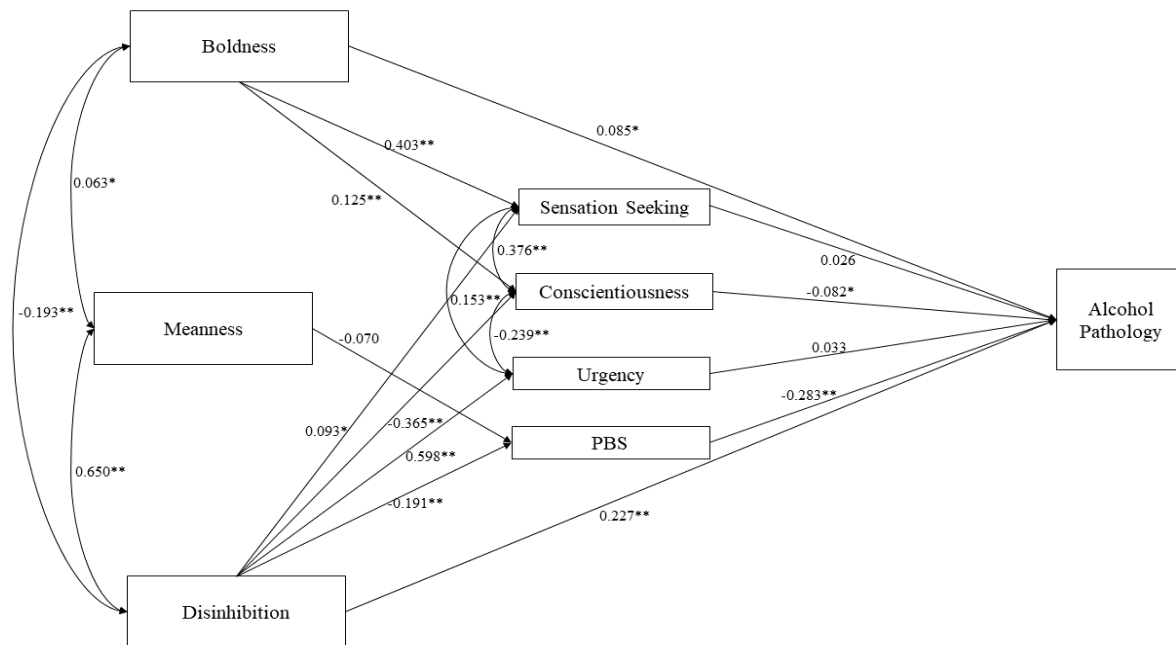 Boldness
0.085*
0.403**
0.063*
0.125**
Sensation Seeking
0.376**
0.026
Conscientiousness
-0.082*
0.153**
-0.193**
Meanness
-0.070
-0.239**
Alcohol
Pathology
0.033
Urgency
-0.283**
0.093*
-0.365**
PBS
0.598**
0.650**
-0.191**
0.227**
Disinhibition